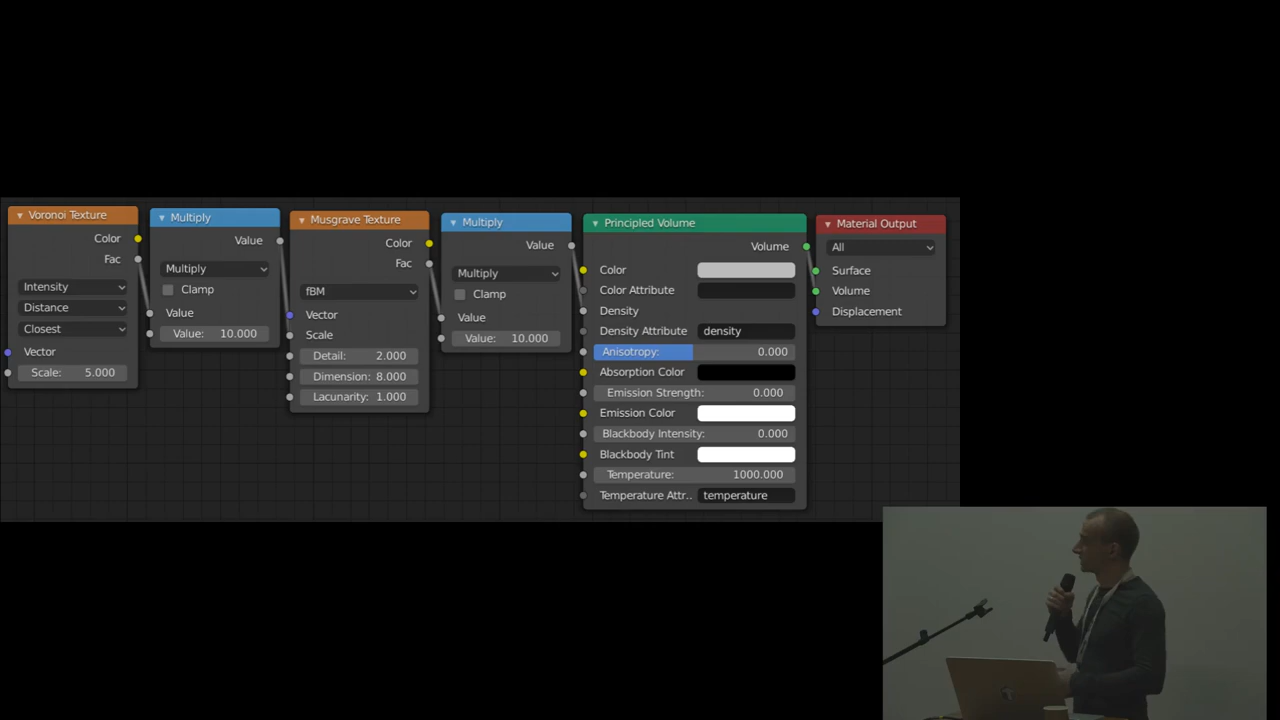 Voronoi Texture
Color
Fac
Intensity
Distance
Closest
Vector
Scale: 5.000
Multiply
Value
Multiply
Clamp
Value
Value: 10.000
Musgrave Texture
Color
Fac
fBM
Vector
Scale
Detail: 2.000
Dimension: 8.000
Lacunarity: 1.000
Multiply
Value
Multiply
Clamp
Value
Value: 10.000
Principled Volume
Volume
Color
Color Attribute
Density
Density Attribute density
Anisotropy: 0.000
Absorption Color
Emission Strength: 0.000
Emission Color
Blackbody Intensity: 0.000
Blackbody Tint
Temperature: 1000.000
Temperature Attr.. temperature
Material Output
All
Surface
Volume
Displacement